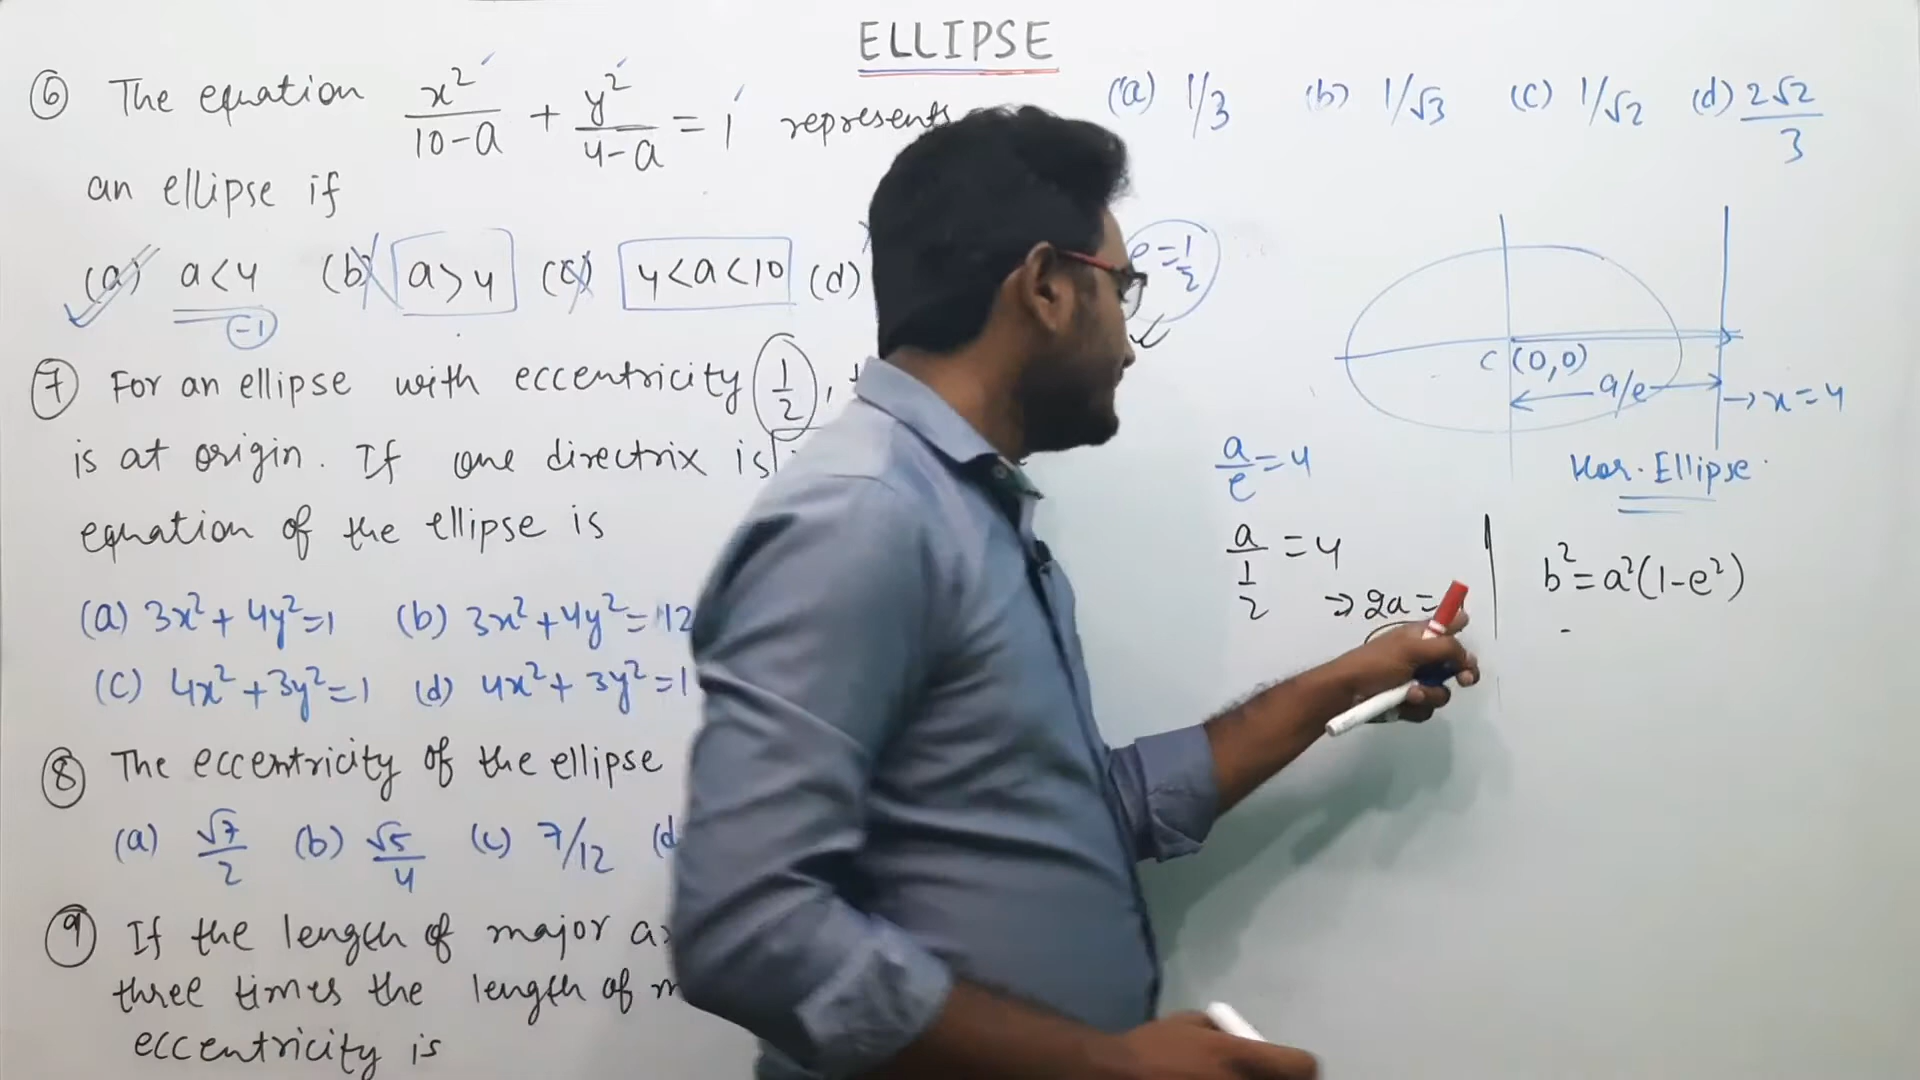 ELLIPSE
⑥ The equation x²/(10-a) + y²/(4-a) = 1 represents
an ellipse if
(a) a<4 (b) a>4 (c) 4<a<10 (d)
-1
⑦ For an ellipse with eccentricity 1/2,
is at origin. If one directrix is
equation of the ellipse is
(a) 3x²+4y²=1 (b) 3x²+4y²=12
(c) 4x²+3y²=1 (d) 4x²+3y²=1
⑧ The eccentricity of the ellipse
(a) √7/2 (b) √5/4 (c) 7/12 (d
⑨ If the length of major
three times the length of
eccentricity is
(a) 1/3 (b) 1/√3 (c) 1/√2 (d) 2√2/3
e=1/2
C (0,0)
a/e
→x=4
Hor. Ellipse
a/e=4
a/(1/2)=4
⇒2a=
b²=a²(1-e²)